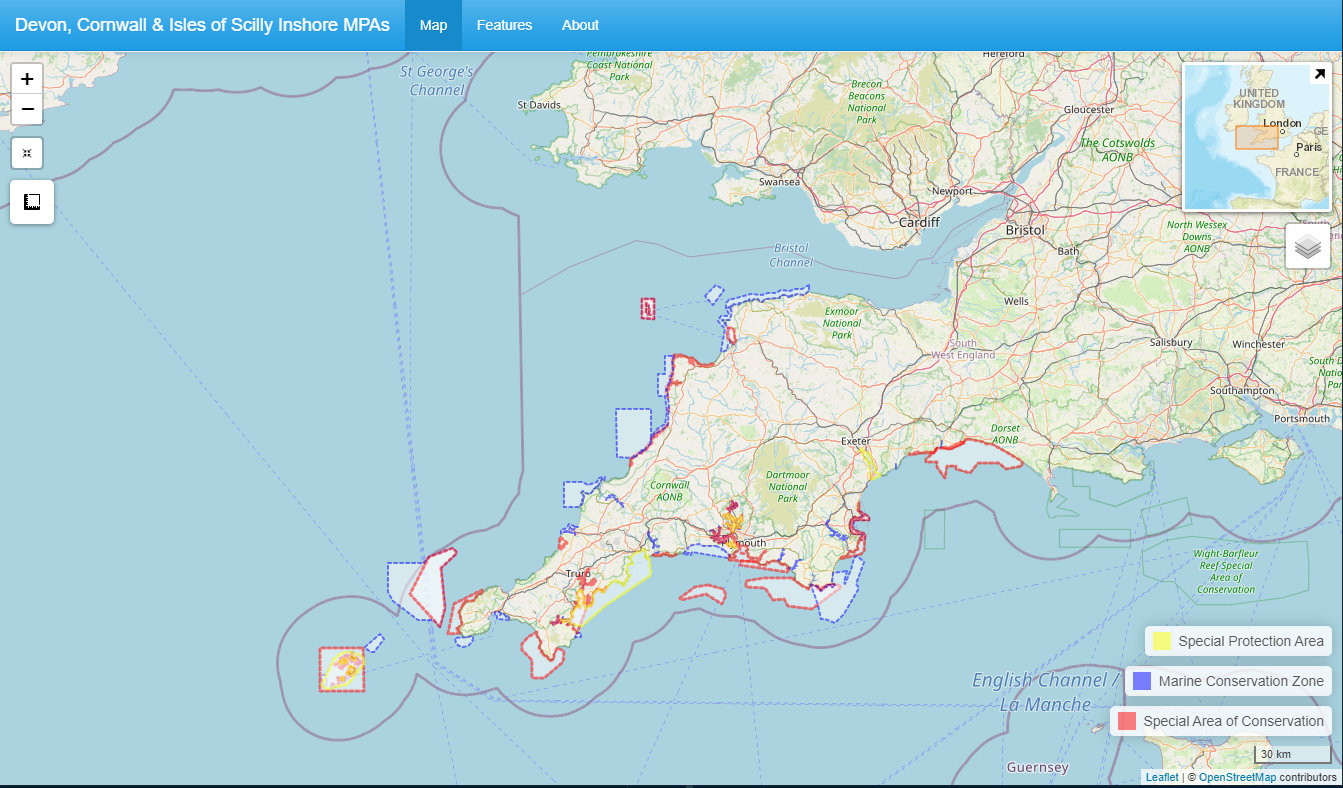 Devon, Cornwall & Isles of Scilly Inshore MPAs
Map
Features
About
+
−
St George's
Channel
Pembrokeshire
Coast National
Park
St Davids
Brecon
Beacons
National
Park
Hereford
Gloucester
The Cotswolds
AONB
UNITED
KINGDOM
London
GE
Paris
FRANCE
Swansea
Newport
Cardiff
Bristol
Bath
North Wessex
Downs
AONB
Bristol
Channel
Wells
Exmoor
National
Park
South
West England
Salisbury
Winchester
South D
Natio
Par
Southampton
Portsmouth
Exeter
Dorset
AONB
Cornwall
AONB
Dartmoor
National
Park
Plymouth
Truro
Wight-Barfleur
Reef Special
Area of
Conservation
English Channel /
La Manche
Guernsey
Special Protection Area
Marine Conservation Zone
Special Area of Conservation
30 km
Leaflet | © OpenStreetMap contributors